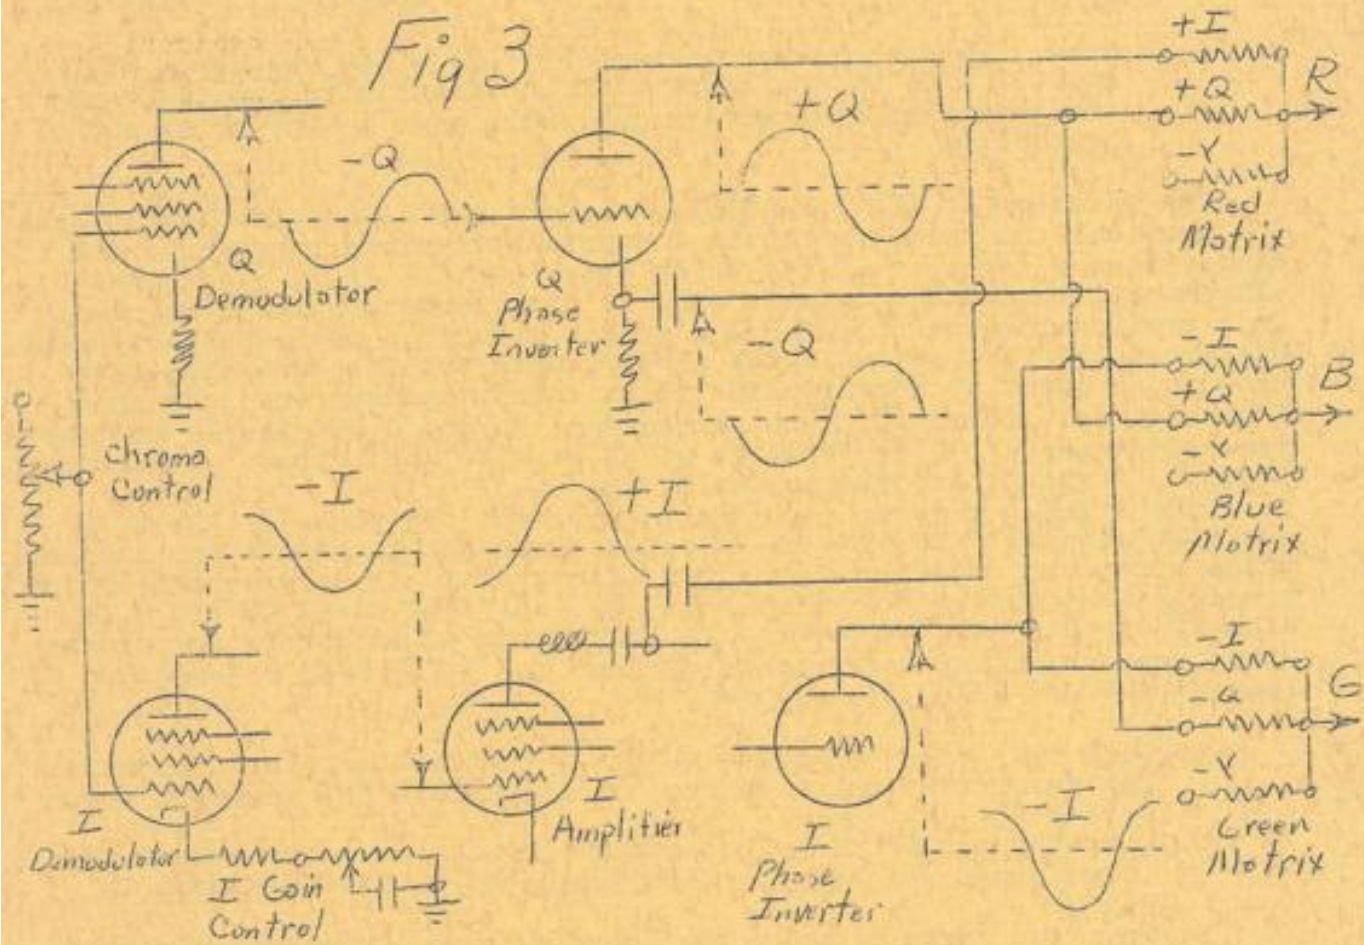 Fig 3
+I
R
+Q
+Q
-Y
Red
Matrix
-Q
Q
Demodulator
Q
Phase
Inverter
-Q
-I
B
+Q
-Y
Blue
Matrix
Chroma
Control
-I
+I
-I
G
-Q
-Y
Green
Matrix
I
Demodulator
I Gain
Control
I
Amplifier
I
Phase
Inverter
-I